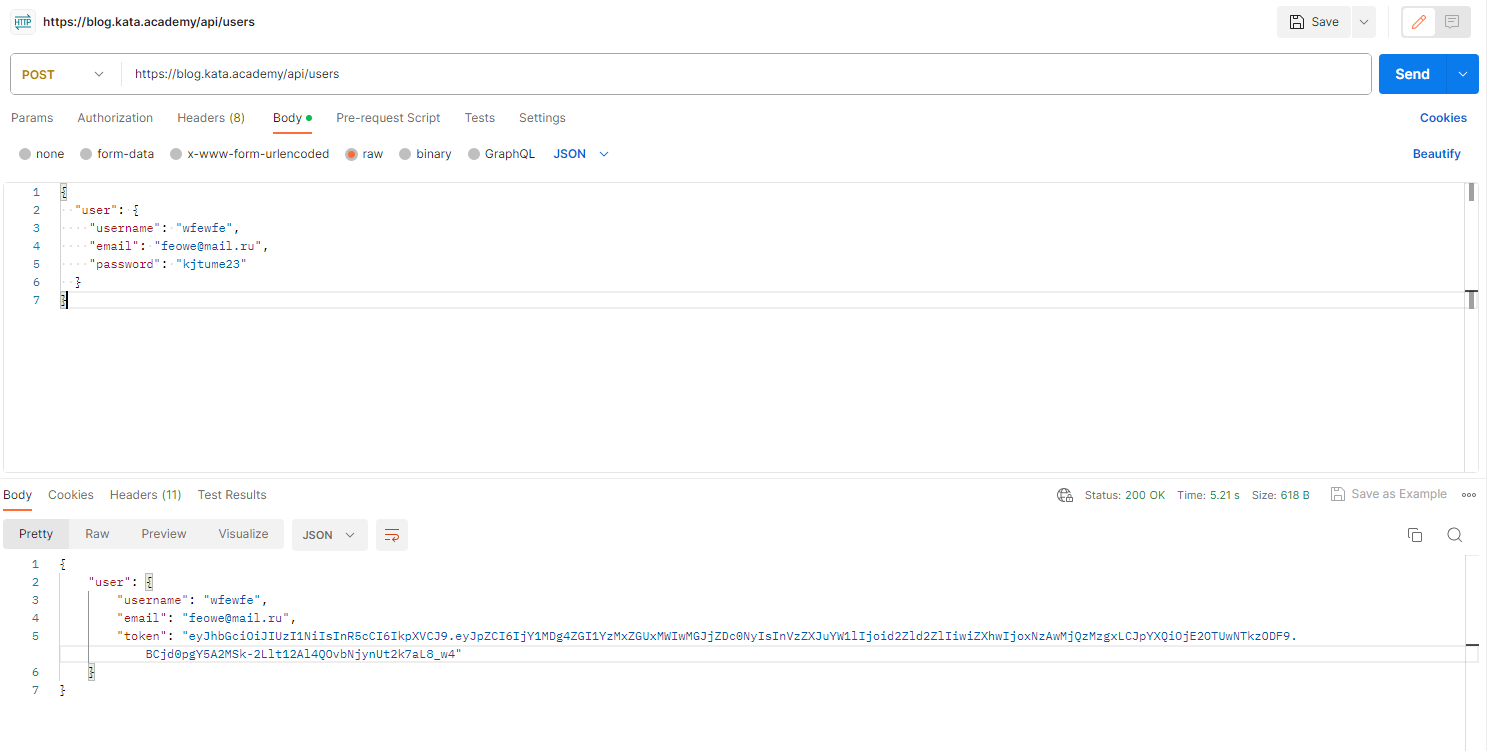 HTTP https://blog.kata.academy/api/users Save
POST https://blog.kata.academy/api/users Send
Params Authorization Headers (8) Body Pre-request Script Tests Settings Cookies
none form-data x-www-form-urlencoded raw binary GraphQL JSON Beautify
1 {
2 "user": {
3 "username": "wfewfe",
4 "email": "feowe@mail.ru",
5 "password": "kjtume23"
6 }
7 }
Body Cookies Headers (11) Test Results Status: 200 OK Time: 5.21 s Size: 618 B Save as Example
Pretty Raw Preview Visualize JSON
1 {
2 "user": {
3 "username": "wfewfe",
4 "email": "feowe@mail.ru",
5 "token": "eyJhbGciOiJIUzI1NiIsInR5cCI6IkpXVCJ9.eyJpZCI6IjY1MDg4ZGI1YzMxZGUxMWIwMGJjZDc0NyIsInVzZXJuYW1lIjoid2Zld2ZlIiwiZXhwIjoxNzAwMjQzMzgxLCJpYXQiOjE2OTUwNTkzODF9.
BCjd0pgY5A2MSk-2Llt12Al4QOvbNjynUt2k7aL8_w4"
6 }
7 }